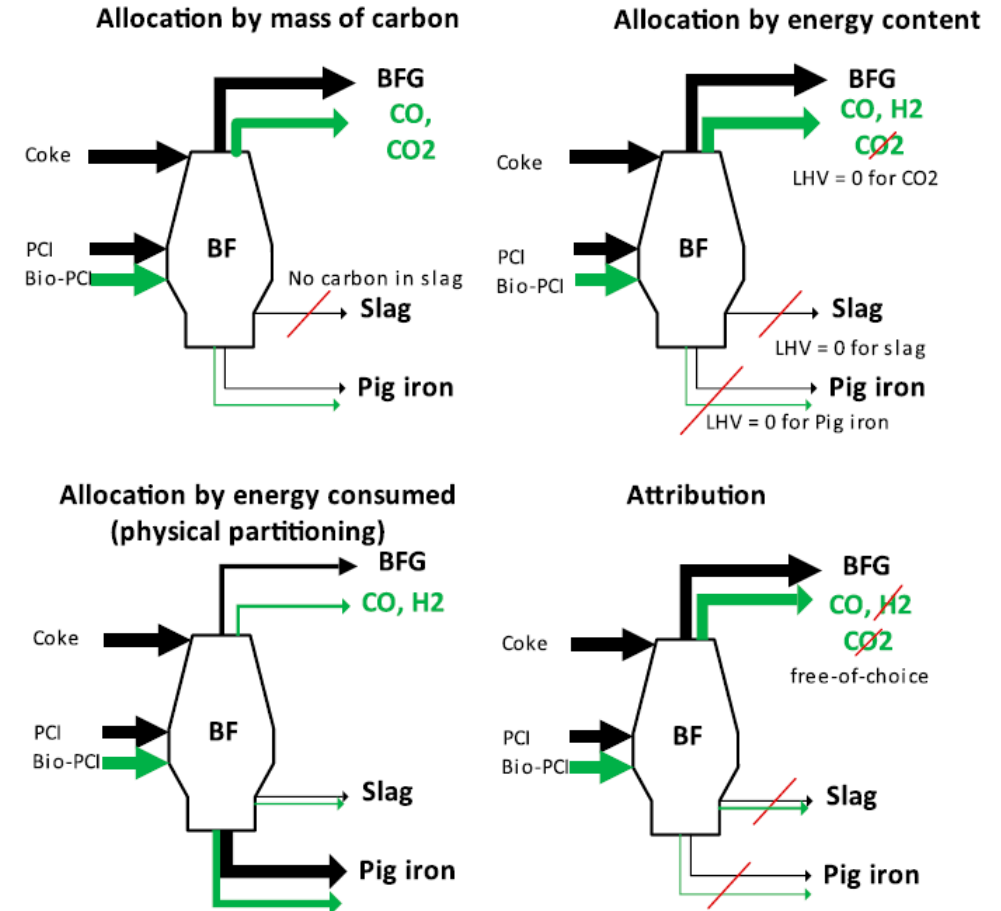 Allocation by mass of carbon
BFG
CO,
CO2
Coke
PCI
Bio-PCI
BF
No carbon in slag
Slag
Pig iron
Allocation by energy content
BFG
CO, H2
CO2
LHV = 0 for CO2
Coke
PCI
Bio-PCI
BF
Slag
LHV = 0 for slag
Pig iron
LHV = 0 for Pig iron
Allocation by energy consumed
(physical partitioning)
BFG
CO, H2
Coke
PCI
Bio-PCI
BF
Slag
Pig iron
Attribution
BFG
CO, H2
CO2
free-of-choice
Coke
PCI
Bio-PCI
BF
Slag
Pig iron